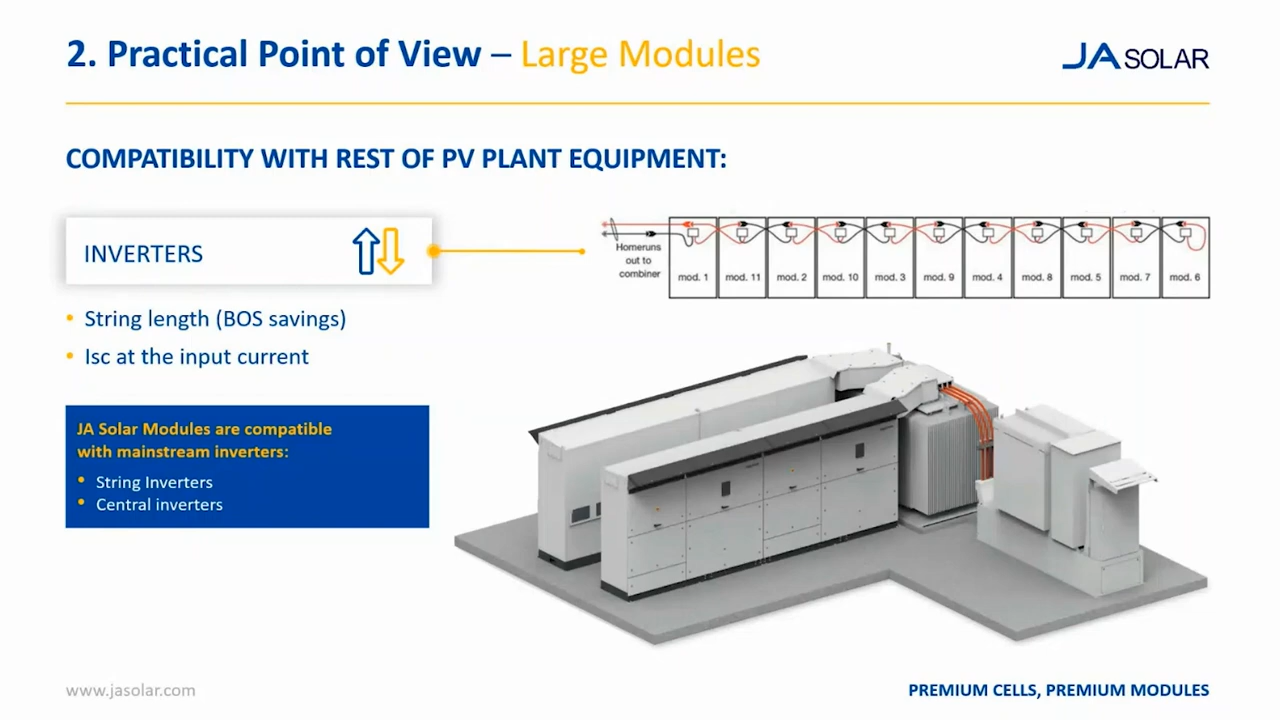 2. Practical Point of View – Large Modules
JA SOLAR
COMPATIBILITY WITH REST OF PV PLANT EQUIPMENT:
INVERTERS
• String length (BOS savings)
• Isc at the input current
JA Solar Modules are compatible
with mainstream inverters:
• String Inverters
• Central inverters
Homeruns
out to
combiner
mod. 1 mod. 11 mod. 2 mod. 10 mod. 3 mod. 9 mod. 4 mod. 8 mod. 5 mod. 7 mod. 6
www.jasolar.com
PREMIUM CELLS, PREMIUM MODULES